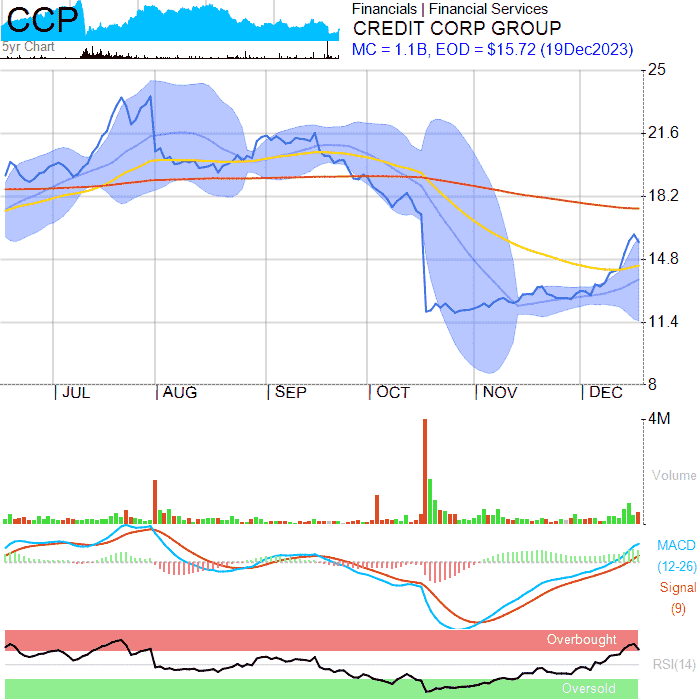 CCP
5yr Chart
Financials | Financial Services
CREDIT CORP GROUP
MC = 1.1B, EOD = $15.72 (19Dec2023)
25
21.6
18.2
14.8
11.4
8
JUL AUG SEP OCT NOV DEC
4M
Volume
MACD
(12-26)
Signal
(9)
Overbought
RSI(14)
Oversold